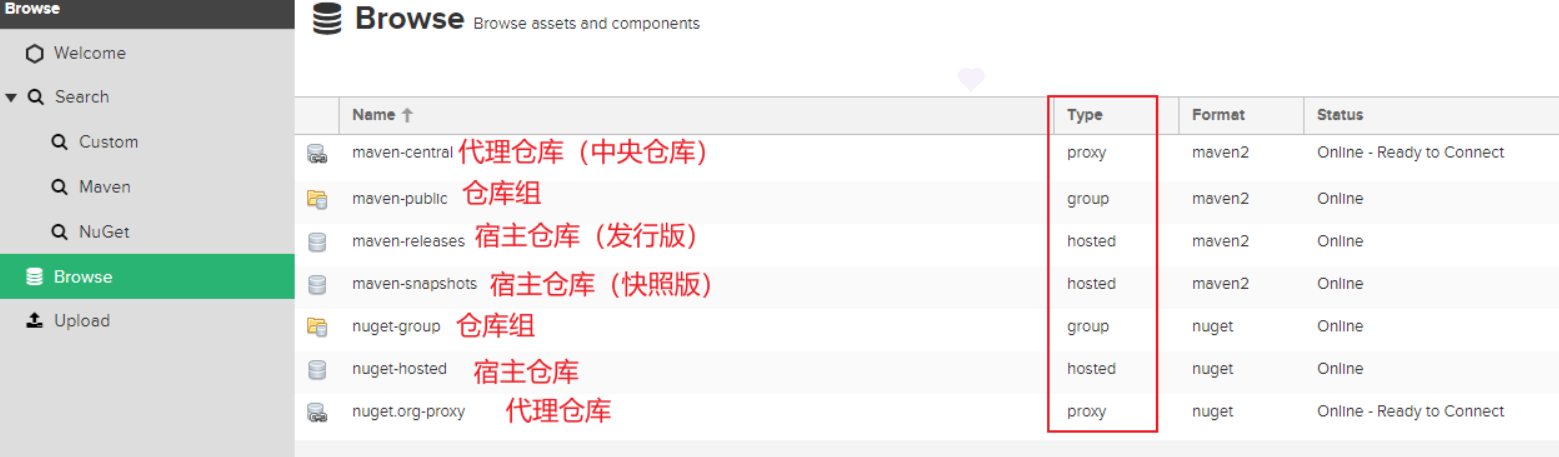 Browse
Welcome
Search
Custom
Maven
NuGet
Browse
Upload
Browse Browse assets and components
Name Type Format Status
maven-central 代理仓库（中央仓库） proxy maven2 Online - Ready to Connect
maven-public 仓库组 group maven2 Online
maven-releases 宿主仓库（发行版） hosted maven2 Online
maven-snapshots 宿主仓库（快照版） hosted maven2 Online
nuget-group 仓库组 group nuget Online
nuget-hosted 宿主仓库 hosted nuget Online
nuget.org-proxy 代理仓库 proxy nuget Online - Ready to Connect